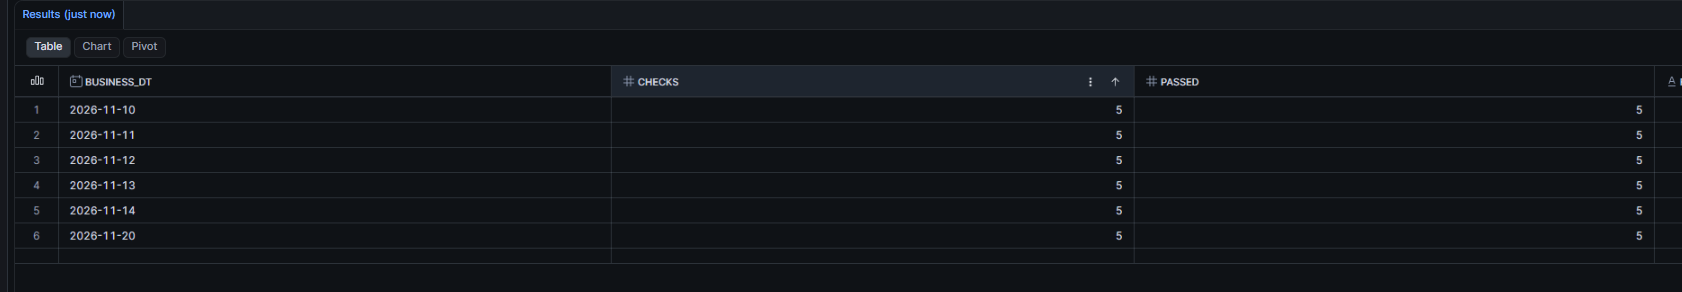 Results (just now)
Table Chart Pivot
BUSINESS_DT CHECKS PASSED A
1 2026-11-10 5 5
2 2026-11-11 5 5
3 2026-11-12 5 5
4 2026-11-13 5 5
5 2026-11-14 5 5
6 2026-11-20 5 5